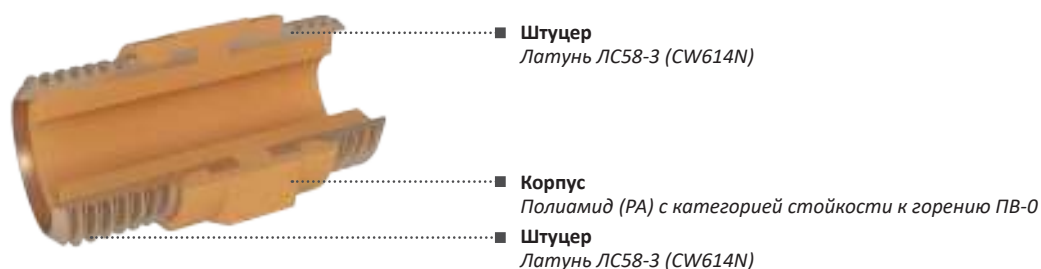 Штуцер
Латунь ЛС58-3 (CW614N)
Корпус
Полиамид (PA) с категорией стойкости к горению ПВ-0
Штуцер
Латунь ЛС58-3 (CW614N)